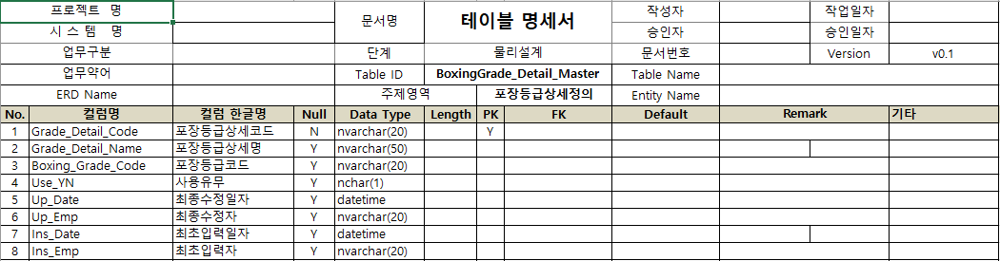 프로젝트 명 문서명 테이블 명세서 작성자 작업일자
시 스 템 명 승인자 승인일자
업무구분 단계 물리설계 문서번호 Version v0.1
업무약어 Table ID BoxingGrade_Detail_Master Table Name
ERD Name 주제영역 포장등급상세정의 Entity Name
No. 컬럼명 컬럼 한글명 Null Data Type Length PK FK Default Remark 기타
1 Grade_Detail_Code 포장등급상세코드 N nvarchar(20) Y
2 Grade_Detail_Name 포장등급상세명 Y nvarchar(50)
3 Boxing_Grade_Code 포장등급코드 Y nvarchar(20)
4 Use_YN 사용유무 Y nchar(1)
5 Up_Date 최종수정일자 Y datetime
6 Up_Emp 최종수정자 Y nvarchar(20)
7 Ins_Date 최초입력일자 Y datetime
8 Ins_Emp 최초입력자 Y nvarchar(20)